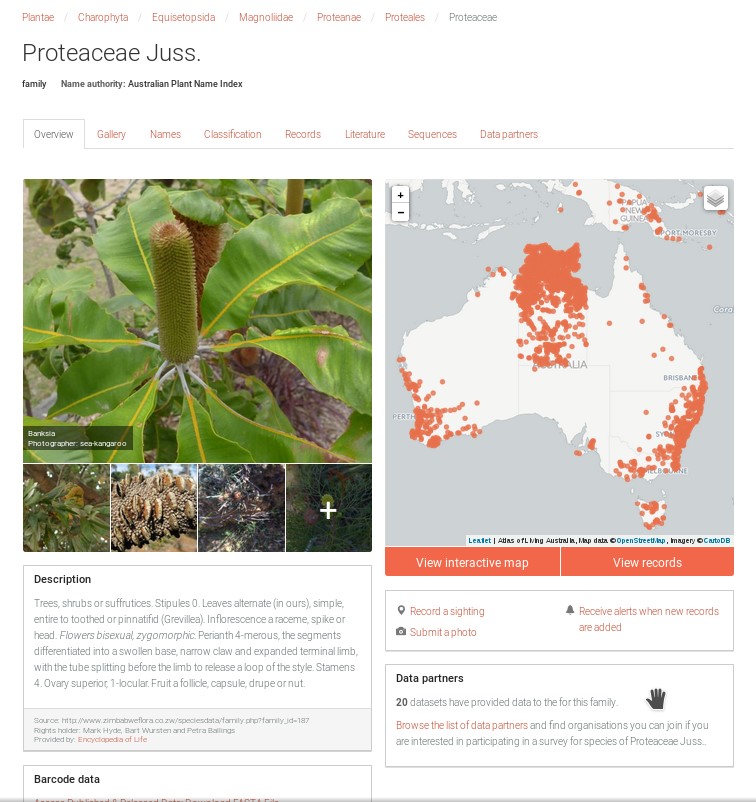 Plantae / Charophyta / Equisetopsida / Magnoliidae / Proteanae / Proteales / Proteaceae
Proteaceae Juss.
family Name authority: Australian Plant Name Index
Overview Gallery Names Classification Records Literature Sequences Data partners
Banksia
Photographer: sea-kangaroo
+
Description
Trees, shrubs or suffrutices. Stipules 0. Leaves alternate (in ours), simple,
entire to toothed or pinnatifid (Grevillea). Inflorescence a raceme, spike or
head. Flowers bisexual, zygomorphic. Perianth 4-merous, the segments
differentiated into a swollen base, narrow claw and expanded terminal limb,
with the tube splitting before the limb to release a loop of the style. Stamens
4. Ovary superior, 1-locular. Fruit a follicle, capsule, drupe or nut.
Source: http://www.zimbabweflora.co.zw/speciesdata/family.php?family_id=187
Rights holder: Mark Hyde, Bart Wursten and Petra Ballings
Provided by: Encyclopedia of Life
Barcode data
Access Published & Released Data: Download FASTA File
+
−
PAPUA
NEW
GUINEA
PORT MORESBY
Coral
AUSTRALIA
BRISBANE
PERTH
SY
MELBOURNE
Leaflet | Atlas of Living Australia, Map data ©OpenStreetMap, imagery ©CartoDB
View interactive map View records
Record a sighting
Submit a photo
Receive alerts when new records
are added
Data partners
20 datasets have provided data to the for this family.
Browse the list of data partners and find organisations you can join if you
are interested in participating in a survey for species of Proteaceae Juss..